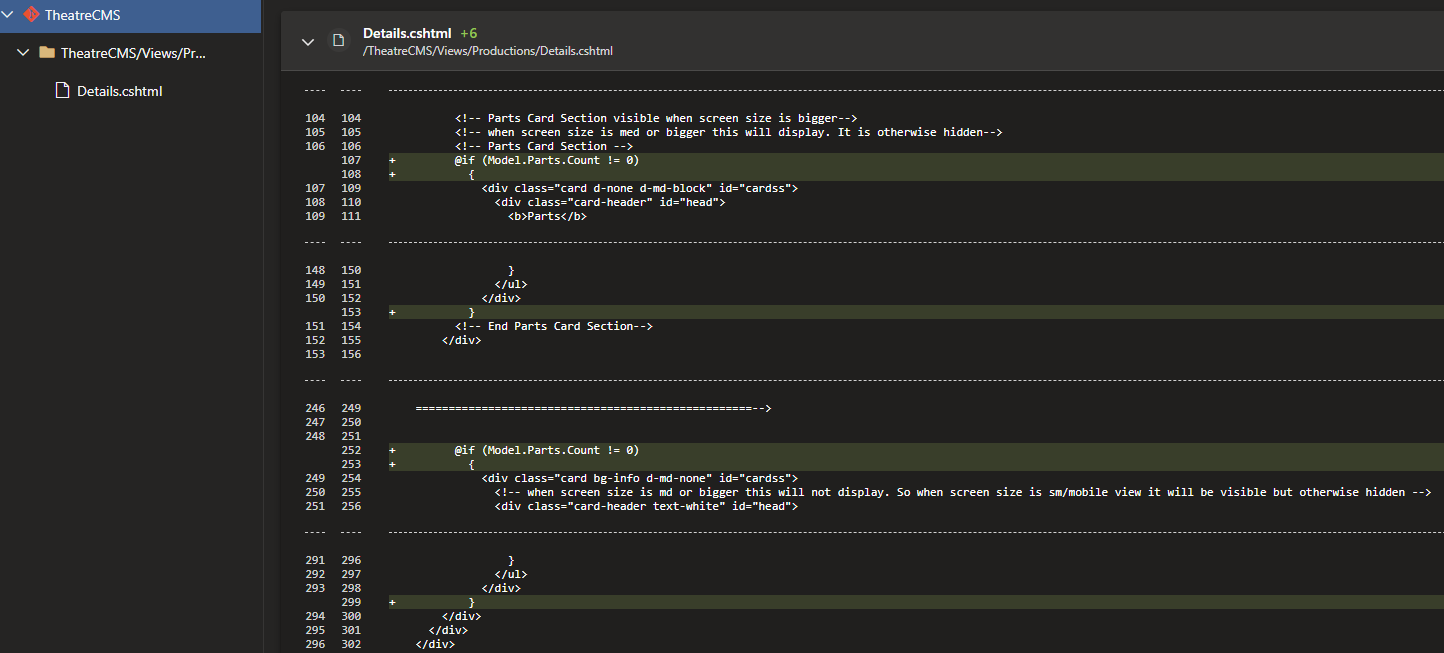 TheatreCMS
TheatreCMS/Views/Pr...
Details.cshtml
Details.cshtml +6
/TheatreCMS/Views/Productions/Details.cshtml
---- ---- ----------------------------------------------------------------
104 104 <!-- Parts Card Section visible when screen size is bigger-->
105 105 <!-- when screen size is med or bigger this will display. It is otherwise hidden-->
106 106 <!-- Parts Card Section -->
107 + @if (Model.Parts.Count != 0)
108 + {
107 109 <div class="card d-none d-md-block" id="cardss">
108 110 <div class="card-header" id="head">
109 111 <b>Parts</b>
---- ---- ----------------------------------------------------------------
148 150 }
149 151 </ul>
150 152 </div>
153 + }
151 154 <!-- End Parts Card Section-->
152 155 </div>
153 156
---- ---- ----------------------------------------------------------------
246 249 ===================================================-->
247 250
248 251
252 + @if (Model.Parts.Count != 0)
253 + {
249 254 <div class="card bg-info d-md-none" id="cardss">
250 255 <!-- when screen size is md or bigger this will not display. So when screen size is sm/mobile view it will be visible but otherwise hidden -->
251 256 <div class="card-header text-white" id="head">
---- ---- ----------------------------------------------------------------
291 296 }
292 297 </ul>
293 298 </div>
299 + }
294 300 </div>
295 301 </div>
296 302 </div>